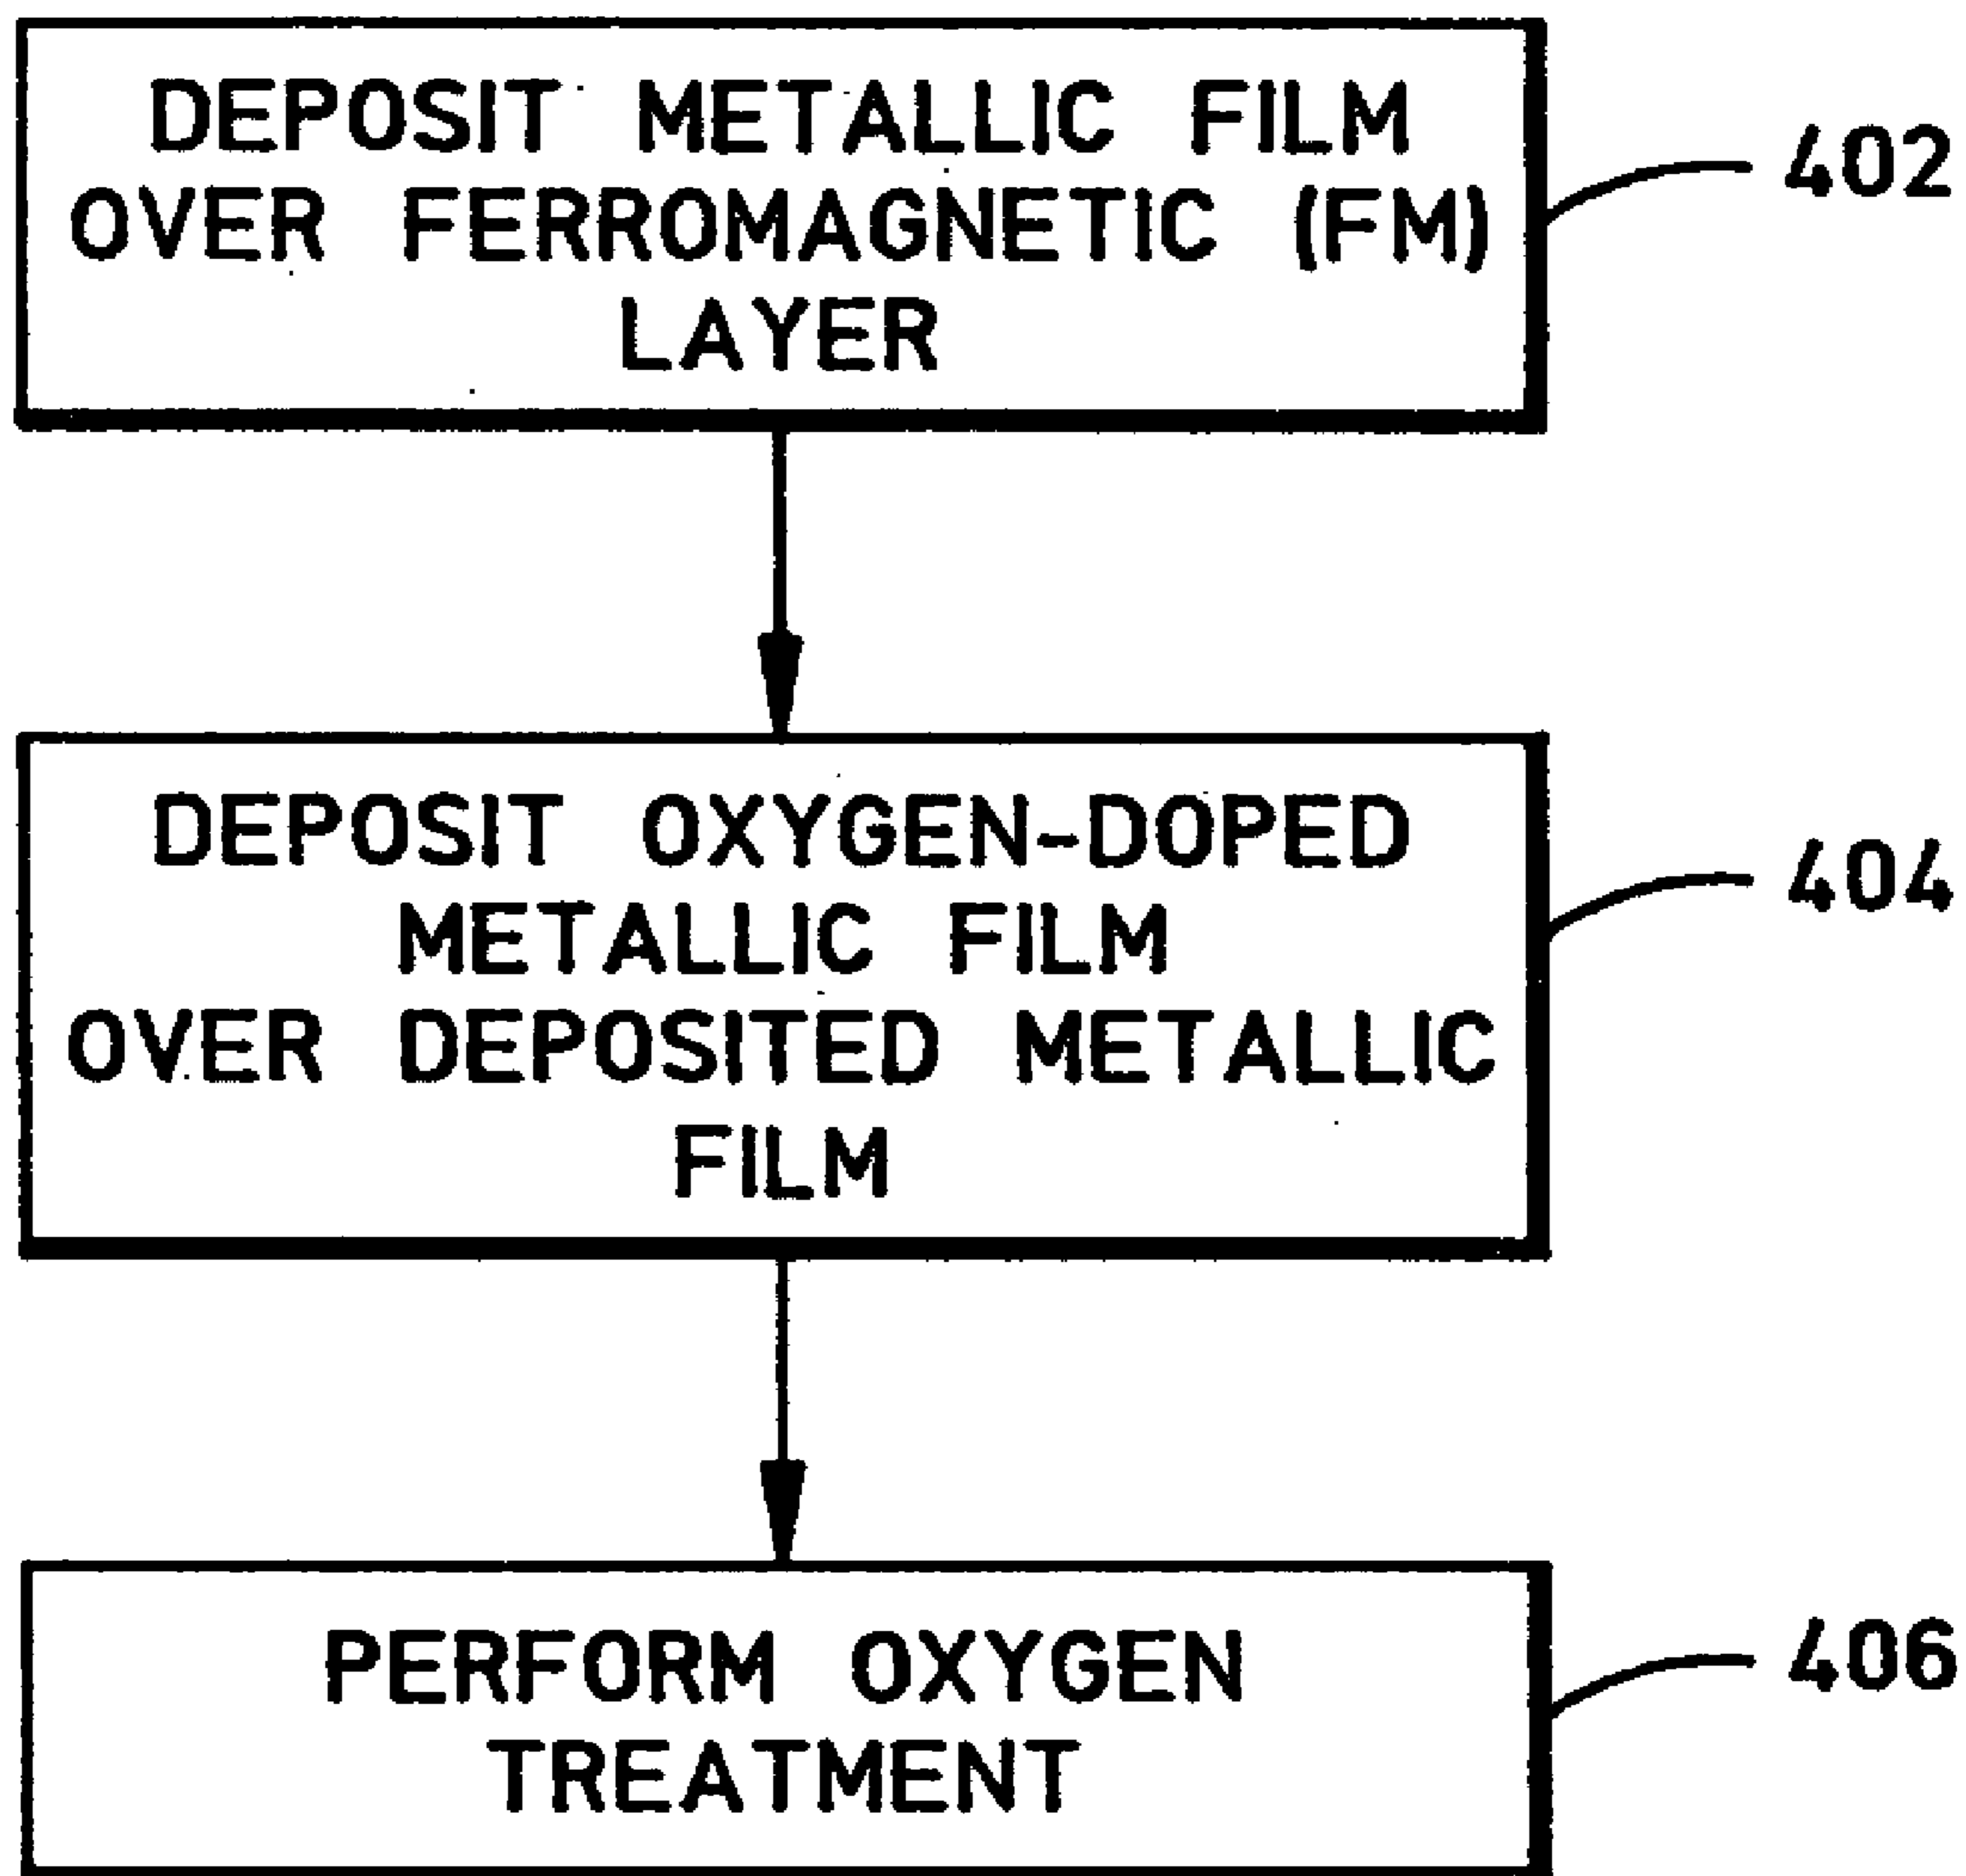 DEPOSIT METALLIC FILM
OVER FERROMAGNETIC (FM)
LAYER
402
DEPOSIT OXYGEN-DOPED
METALLIC FILM
OVER DEPOSITED METALLIC
FILM
404
PERFORM OXYGEN
TREATMENT
406